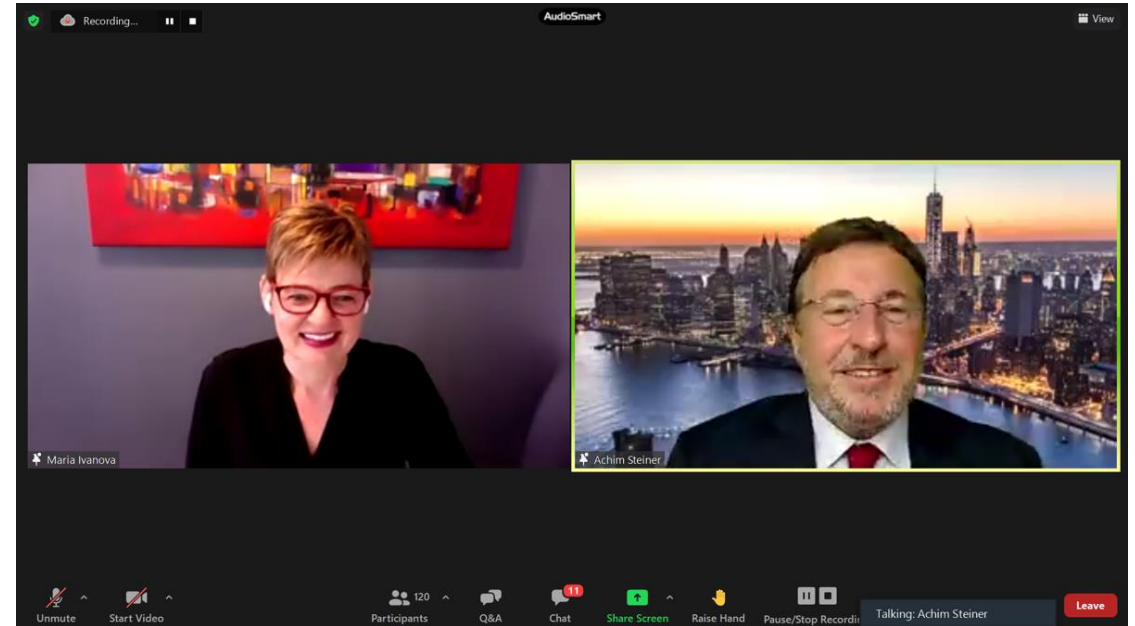 Recording...
AudioSmart
View
Maria Ivanova
Achim Steiner
120
11
Unmute
Start Video
Participants
Q&A
Chat
Share Screen
Raise Hand
Pause/Stop Recordin
Talking: Achim Steiner
Leave